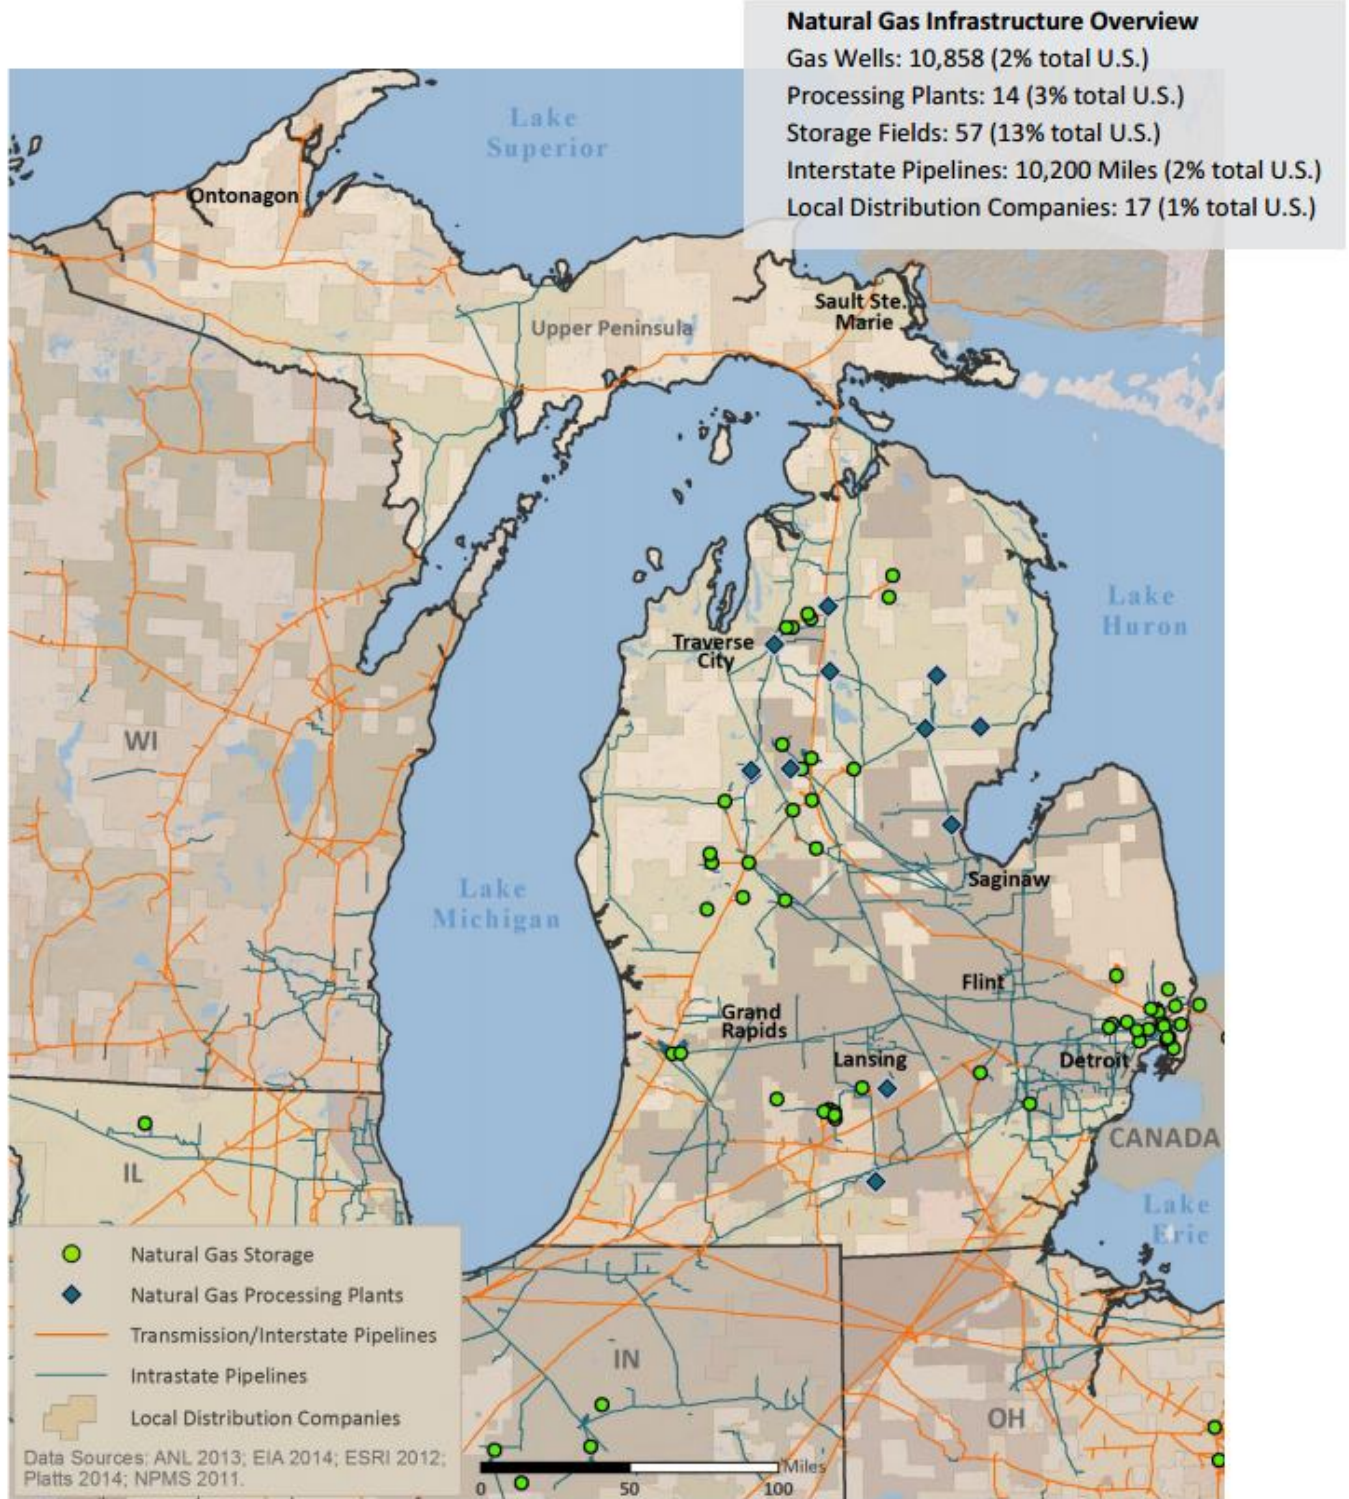 Natural Gas Infrastructure Overview
Gas Wells: 10,858 (2% total U.S.)
Processing Plants: 14 (3% total U.S.)
Storage Fields: 57 (13% total U.S.)
Interstate Pipelines: 10,200 Miles (2% total U.S.)
Local Distribution Companies: 17 (1% total U.S.)
Lake
Superior
Ontonagon
Sault Ste.
Marie
Upper Peninsula
Lake
Huron
Traverse
City
WI
Saginaw
Lake
Michigan
Flint
Grand
Rapids
Lansing
Detroit
CANADA
IL
Lake
Erie
Natural Gas Storage
Natural Gas Processing Plants
Transmission/Interstate Pipelines
Intrastate Pipelines
Local Distribution Companies
Data Sources: ANL 2013; EIA 2014; ESRI 2012;
Platts 2014; NPMS 2011.
IN
OH
Miles
0 50 100